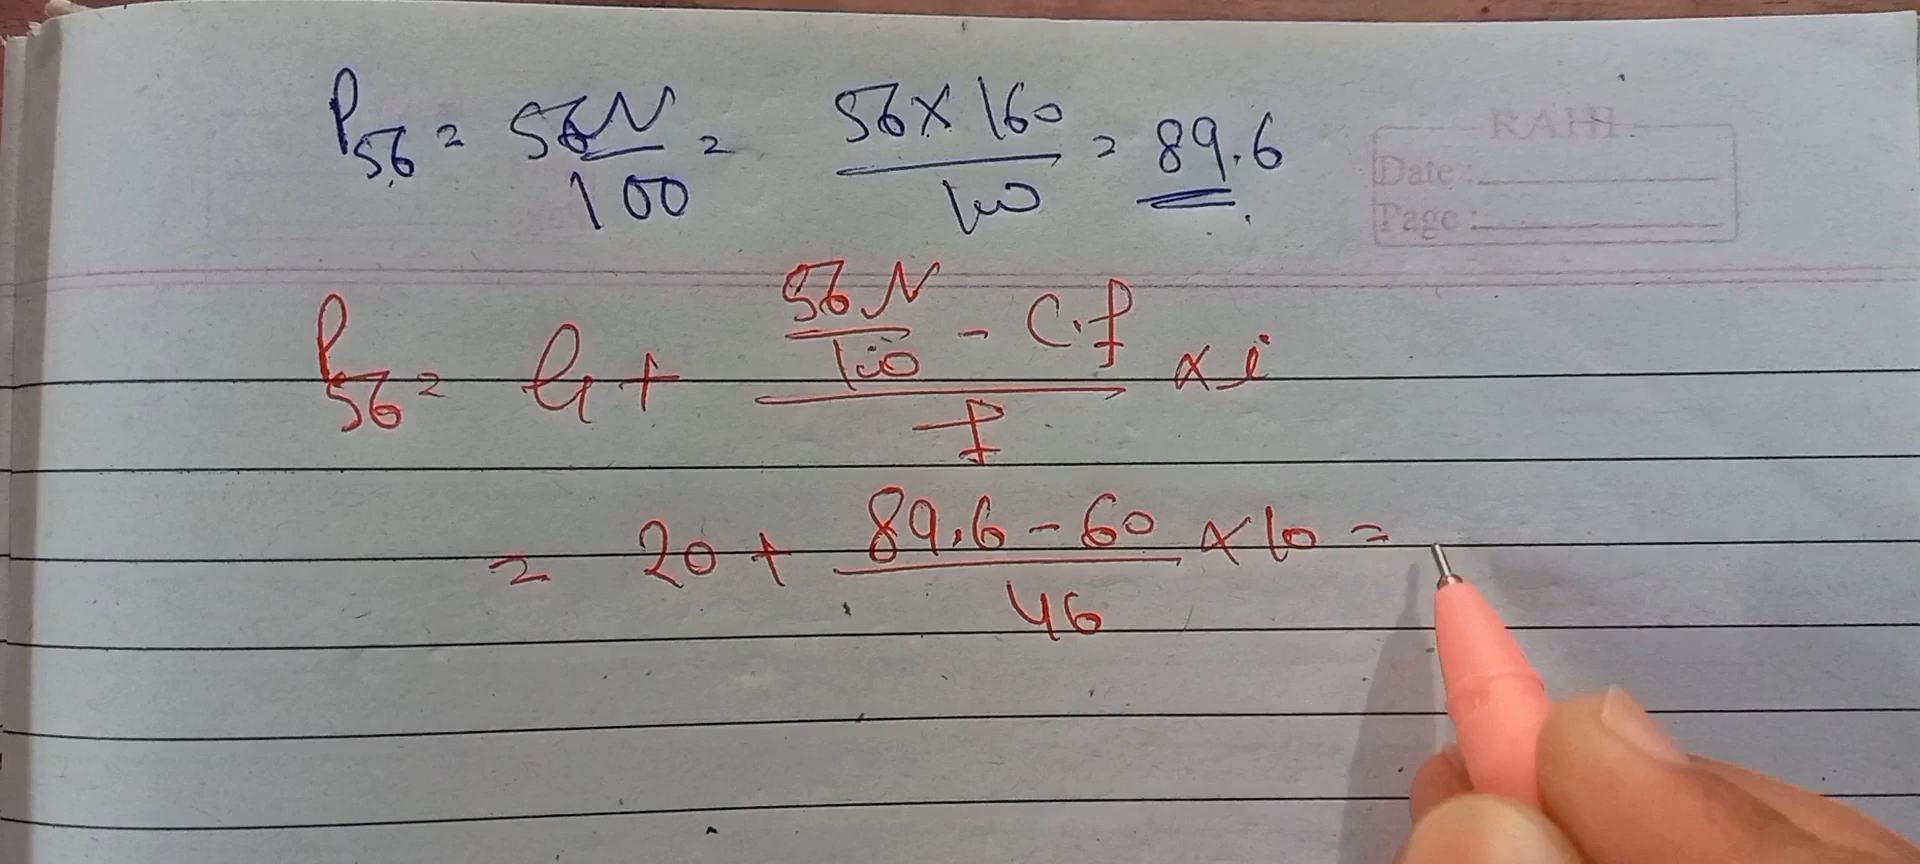 P56 = 56N/100 = 56 × 160/100 = 89.6
RAHI
Date :
Page :
P56 = l1 + (56N/100 - C.f)/f × i
= 20 + (89.6 - 60)/46 × 10 =